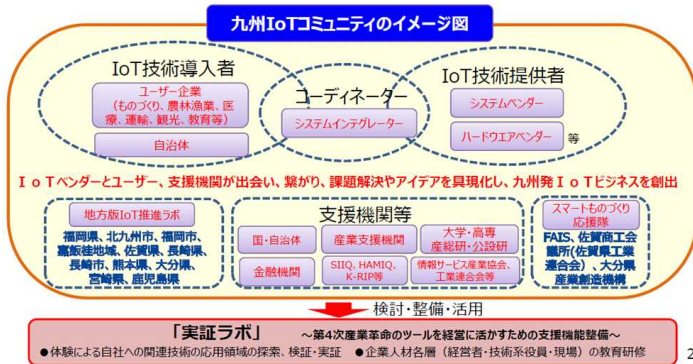 九州IoTコミュニティのイメージ図
IoT技術導入者
ユーザー企業
(ものづくり、農林漁業、医
療、運輸、観光、教育等)
自治体
コーディネーター
システムインテグレーター
IoT技術提供者
システムベンダー
ハードウエアベンダー 等
ＩｏＴベンダーとユーザー、支援機関が出会い、繋がり、課題解決やアイデアを具現化し、九州発ＩｏＴビジネスを創出
地方版IoT推進ラボ
福岡県、北九州市、福岡市、
嘉飯桂地域、佐賀県、長崎県、
長崎市、熊本県、大分県、
宮崎県、鹿児島県
支援機関等
国・自治体
産業支援機関
大学・高専
産総研・公設研
金融機関
SIIQ、HAMIQ、
K-RIP等
情報サービス産業協会、
工業連合会等
スマートものづくり
応援隊
FAIS、佐賀商工会
議所(佐賀県工業
連合会）、大分県
産業創造機構
検討・整備・活用
「実証ラボ」 ～第4次産業革命のツールを経営に活かすための支援機能整備～
●体験による自社への関連技術の応用領域の探索、検証・実証 ●企業人材各層（経営者・技術系役員・現場）の教育研修
2